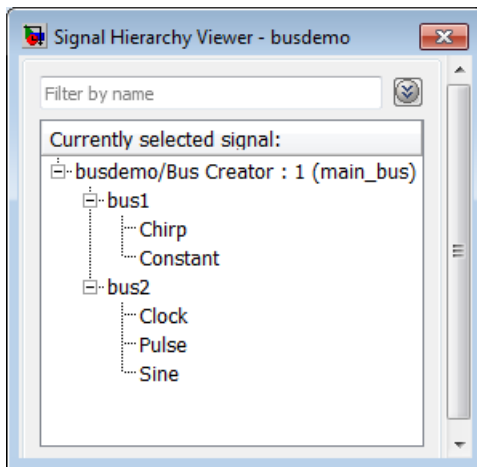 Signal Hierarchy Viewer - busdemo
Filter by name
Currently selected signal:
busdemo/Bus Creator : 1 (main_bus)
bus1
Chirp
Constant
bus2
Clock
Pulse
Sine